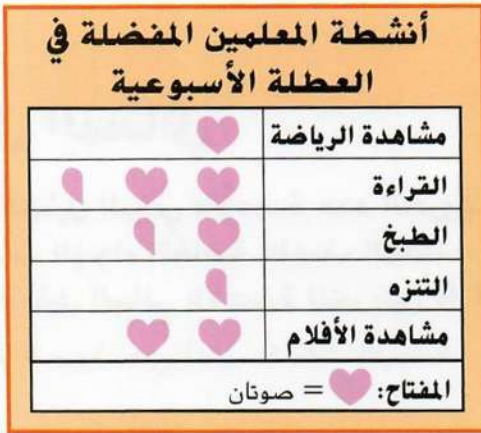 أنشطة المعلمين المفضلة في
العطلة الأسبوعية
مشاهدة الرياضة
القراءة
الطبخ
التنزه
مشاهدة الأفلام
المفتاح: = صوتان